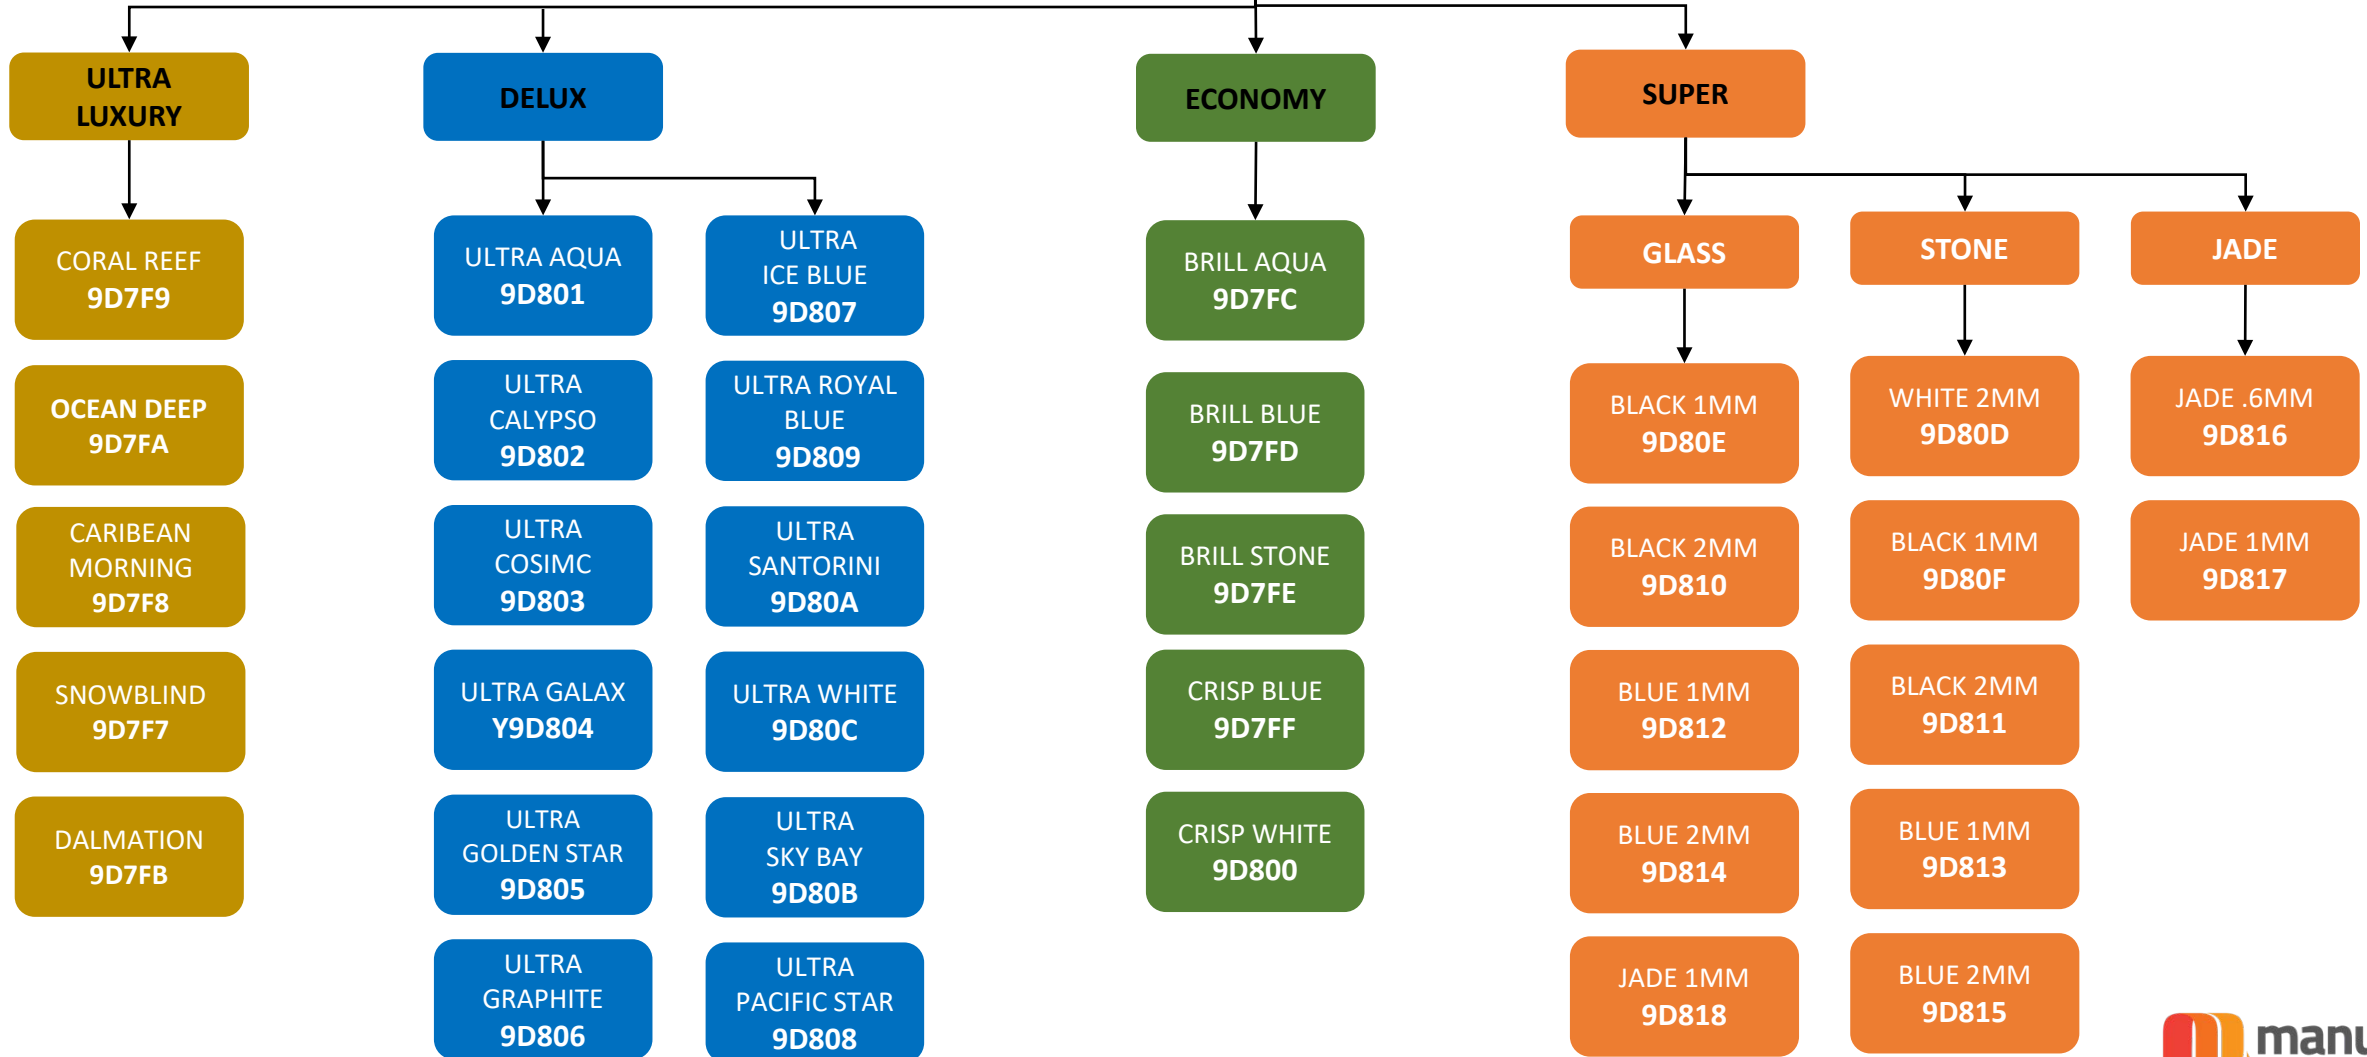 ULTRA
LUXURY
DELUX
ECONOMY
SUPER
CORAL REEF
9D7F9
OCEAN DEEP
9D7FA
CARIBEAN
MORNING
9D7F8
SNOWBLIND
9D7F7
DALMATION
9D7FB
ULTRA AQUA
9D801
ULTRA
CALYPSO
9D802
ULTRA
COSIMC
9D803
ULTRA GALAX
Y9D804
ULTRA
GOLDEN STAR
9D805
ULTRA
GRAPHITE
9D806
ULTRA
ICE BLUE
9D807
ULTRA ROYAL
BLUE
9D809
ULTRA
SANTORINI
9D80A
ULTRA WHITE
9D80C
ULTRA
SKY BAY
9D80B
ULTRA
PACIFIC STAR
9D808
BRILL AQUA
9D7FC
BRILL BLUE
9D7FD
BRILL STONE
9D7FE
CRISP BLUE
9D7FF
CRISP WHITE
9D800
GLASS
BLACK 1MM
9D80E
BLACK 2MM
9D810
BLUE 1MM
9D812
BLUE 2MM
9D814
JADE 1MM
9D818
STONE
WHITE 2MM
9D80D
BLACK 1MM
9D80F
BLACK 2MM
9D811
BLUE 1MM
9D813
BLUE 2MM
9D815
JADE
JADE .6MM
9D816
JADE 1MM
9D817